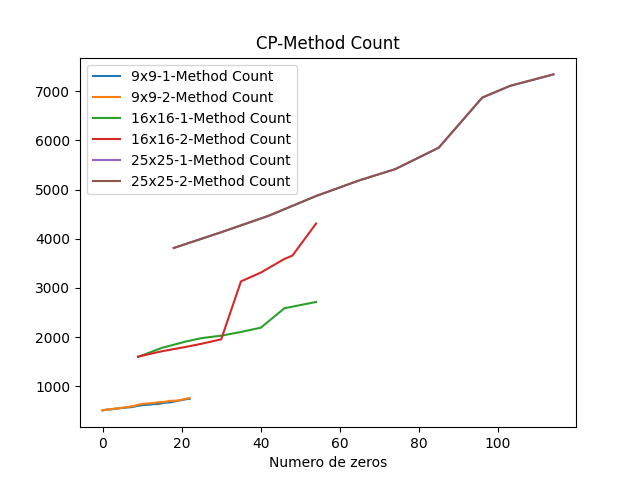 CP-Method Count
9x9-1-Method Count
9x9-2-Method Count
16x16-1-Method Count
16x16-2-Method Count
25x25-1-Method Count
25x25-2-Method Count
7000
6000
5000
4000
3000
2000
1000
0 20 40 60 80 100
Numero de zeros